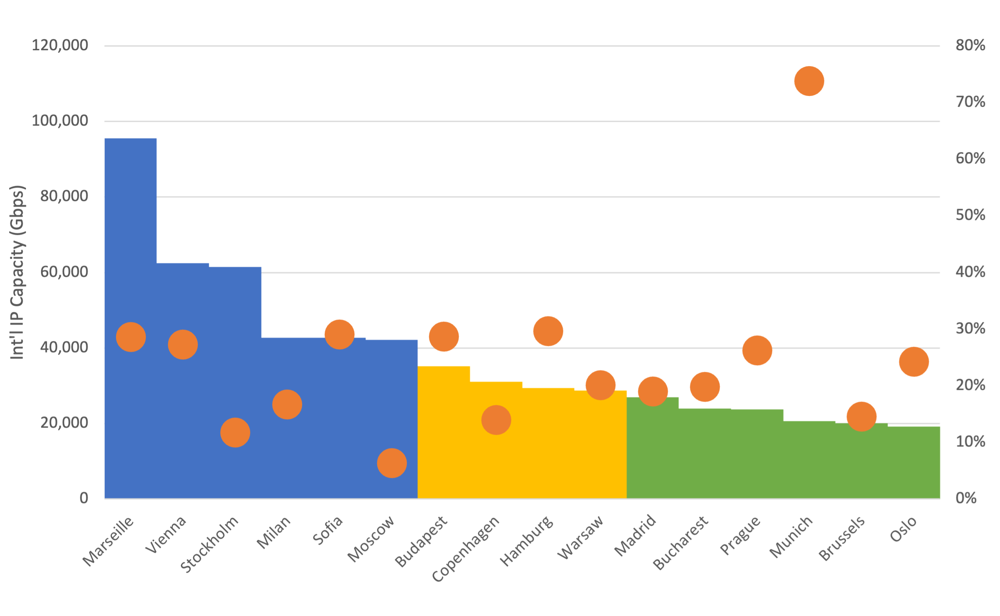 Int'l IP Capacity (Gbps)
120,000
100,000
80,000
60,000
40,000
20,000
0
80%
70%
60%
50%
40%
30%
20%
10%
0%
Marseille
Vienna
Stockholm
Milan
Sofia
Moscow
Budapest
Copenhagen
Hamburg
Warsaw
Madrid
Bucharest
Prague
Munich
Brussels
Oslo